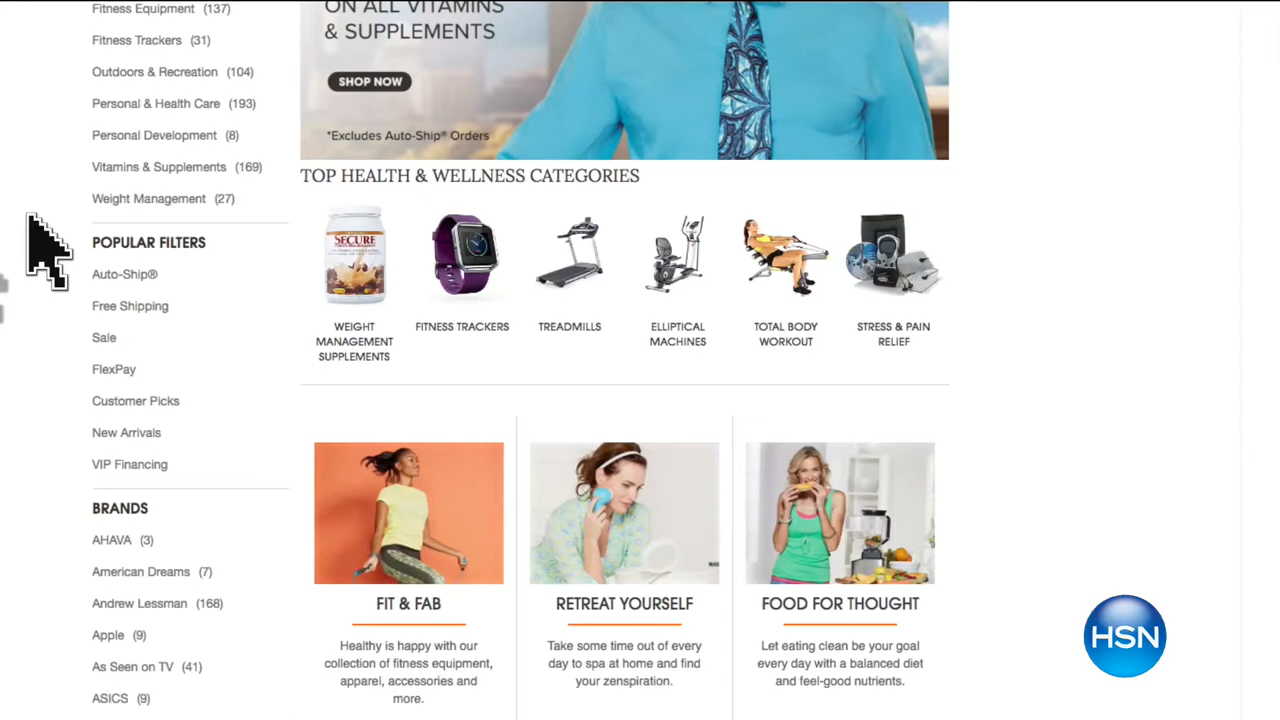 Fitness Equipment (137)
Fitness Trackers (31)
Outdoors & Recreation (104)
Personal & Health Care (193)
Personal Development (8)
Vitamins & Supplements (169)
Weight Management (27)
POPULAR FILTERS
Auto-Ship®
Free Shipping
Sale
FlexPay
Customer Picks
New Arrivals
VIP Financing
BRANDS
AHAVA (3)
American Dreams (7)
Andrew Lessman (168)
Apple (9)
As Seen on TV (41)
ASICS (9)
ON ALL VITAMINS
& SUPPLEMENTS
SHOP NOW
*Excludes Auto-Ship® Orders
TOP HEALTH & WELLNESS CATEGORIES
SECURE
WEIGHT
MANAGEMENT
SUPPLEMENTS
FITNESS TRACKERS
TREADMILLS
ELLIPTICAL
MACHINES
TOTAL BODY
WORKOUT
STRESS & PAIN
RELIEF
FIT & FAB
Healthy is happy with our
collection of fitness equipment,
apparel, accessories and
more.
RETREAT YOURSELF
Take some time out of every
day to spa at home and find
your zenspiration.
FOOD FOR THOUGHT
Let eating clean be your goal
every day with a balanced diet
and feel-good nutrients.
HSN